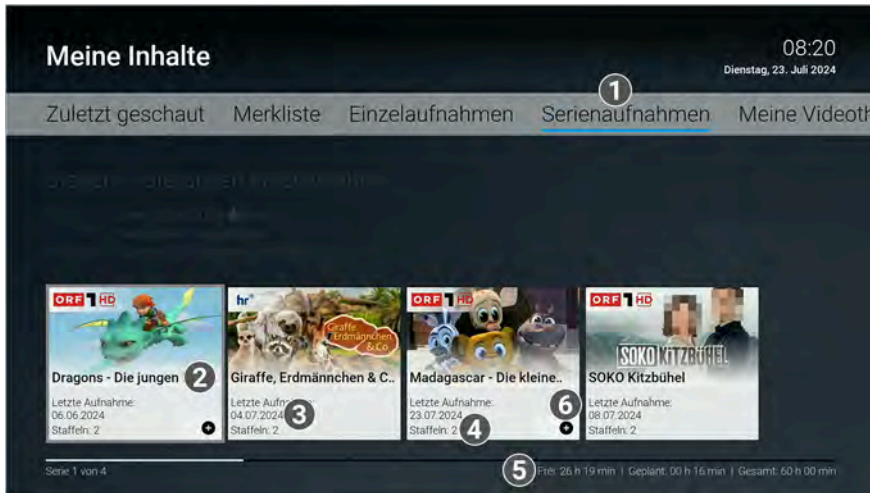 Meine Inhalte
08:20
Dienstag, 23. Juli 2024
1
Zuletzt geschaut Merkliste Einzelaufnahmen Serienaufnahmen Meine Videoth
ORF 1 HD
hr
ORF 1 HD
ORF 1 HD
Giraffe
Erdmännchen
&Co
SOKO KITZBÜHEL
Dragons - Die jungen 2
Giraffe, Erdmännchen & C..
Madagascar - Die kleine..
SOKO Kitzbühel
Letzte Aufnahme:
06.06.2024
Staffeln: 2
Letzte Aufnahme:
04.07.2024 3
Letzte Aufnahme:
23.07.2024
Staffeln: 2 4
6
Letzte Aufnahme:
08.07.2024
Staffeln: 2
Serie 1 von 4
5 Frei: 26 h 19 min | Geplant: 00 h 16 min | Gesamt: 60 h 00 min